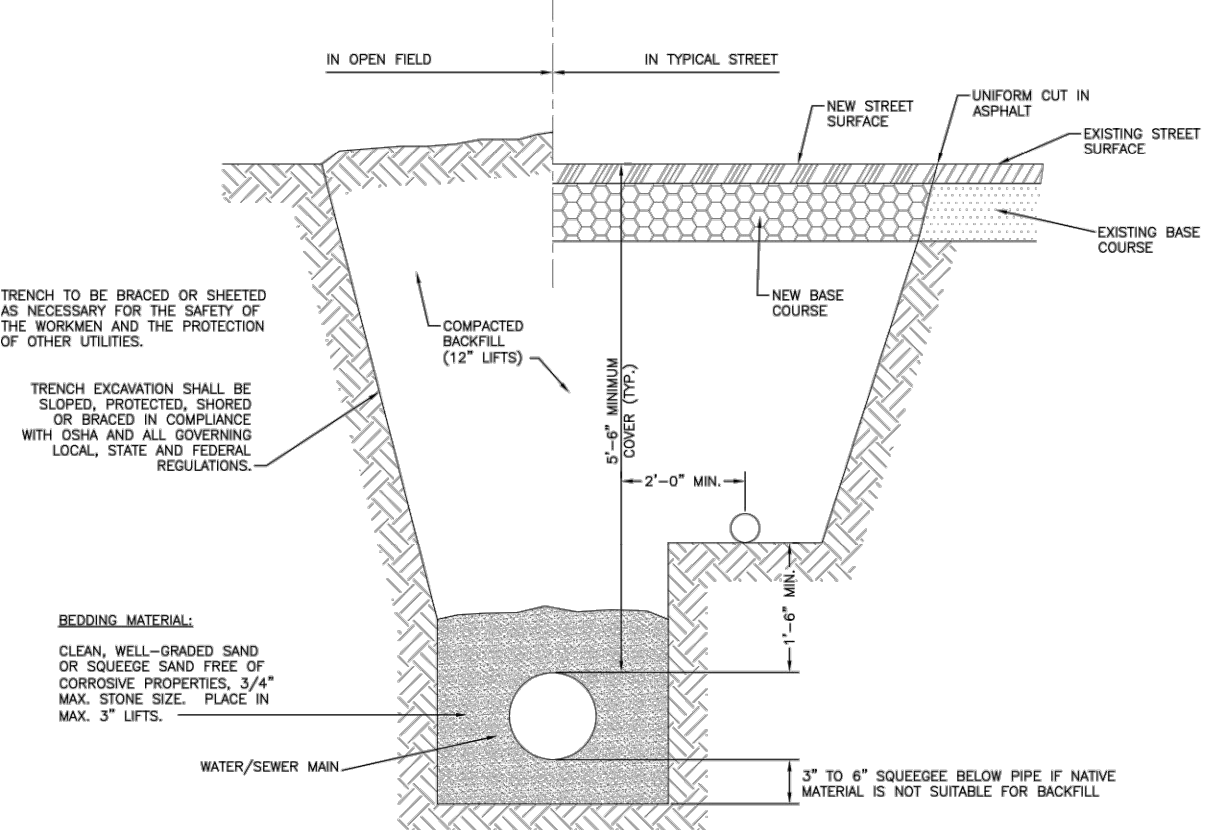 IN OPEN FIELD
IN TYPICAL STREET
NEW STREET
SURFACE
UNIFORM CUT IN
ASPHALT
EXISTING STREET
SURFACE
EXISTING BASE
COURSE
NEW BASE
COURSE
TRENCH TO BE BRACED OR SHEETED
AS NECESSARY FOR THE SAFETY OF
THE WORKMEN AND THE PROTECTION
OF OTHER UTILITIES.
COMPACTED
BACKFILL
(12" LIFTS)
TRENCH EXCAVATION SHALL BE
SLOPED, PROTECTED, SHORED
OR BRACED IN COMPLIANCE
WITH OSHA AND ALL GOVERNING
LOCAL, STATE AND FEDERAL
REGULATIONS.
5'-6" MINIMUM
COVER (TYP.)
2'-0" MIN.
1'-6" MIN.
BEDDING MATERIAL:
CLEAN, WELL-GRADED SAND
OR SQUEEGE SAND FREE OF
CORROSIVE PROPERTIES, 3/4"
MAX. STONE SIZE. PLACE IN
MAX. 3" LIFTS.
WATER/SEWER MAIN
3" TO 6" SQUEEGEE BELOW PIPE IF NATIVE
MATERIAL IS NOT SUITABLE FOR BACKFILL